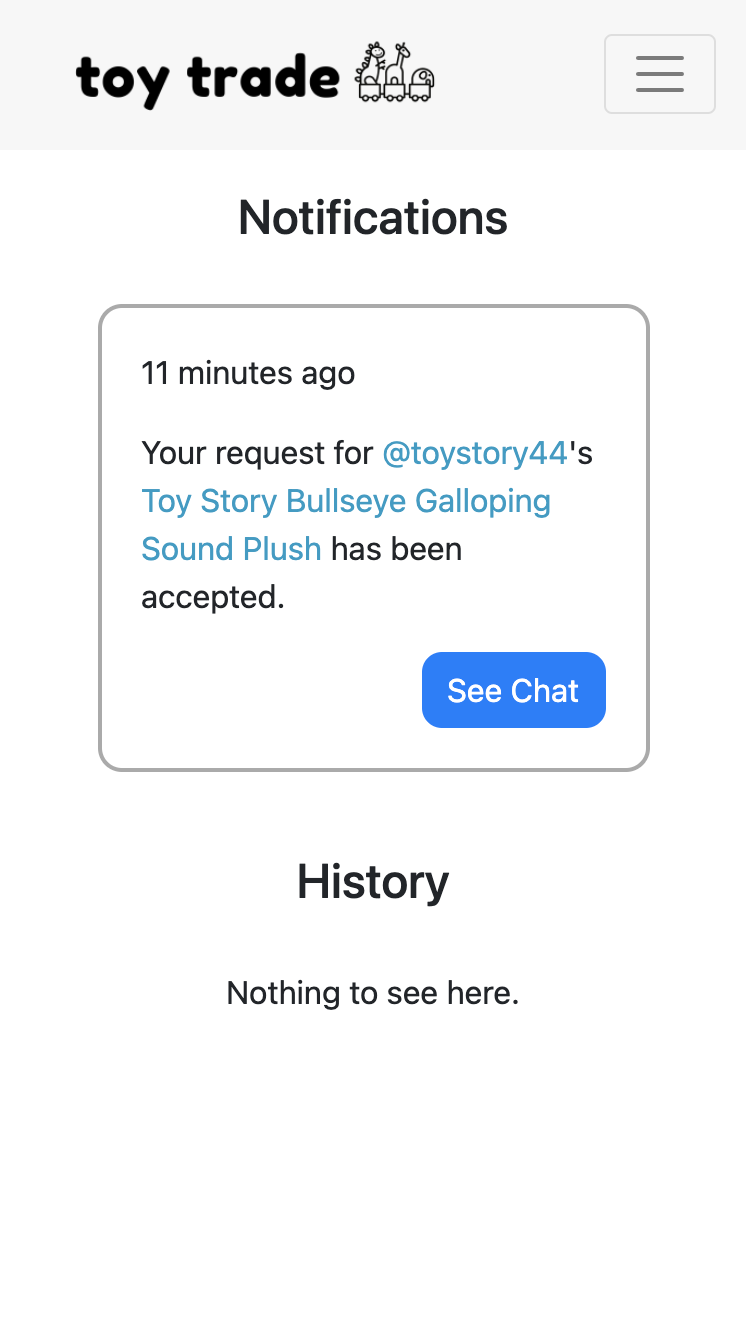 toy trade
Notifications
11 minutes ago
Your request for @toystory44's
Toy Story Bullseye Galloping
Sound Plush has been
accepted.
See Chat
History
Nothing to see here.